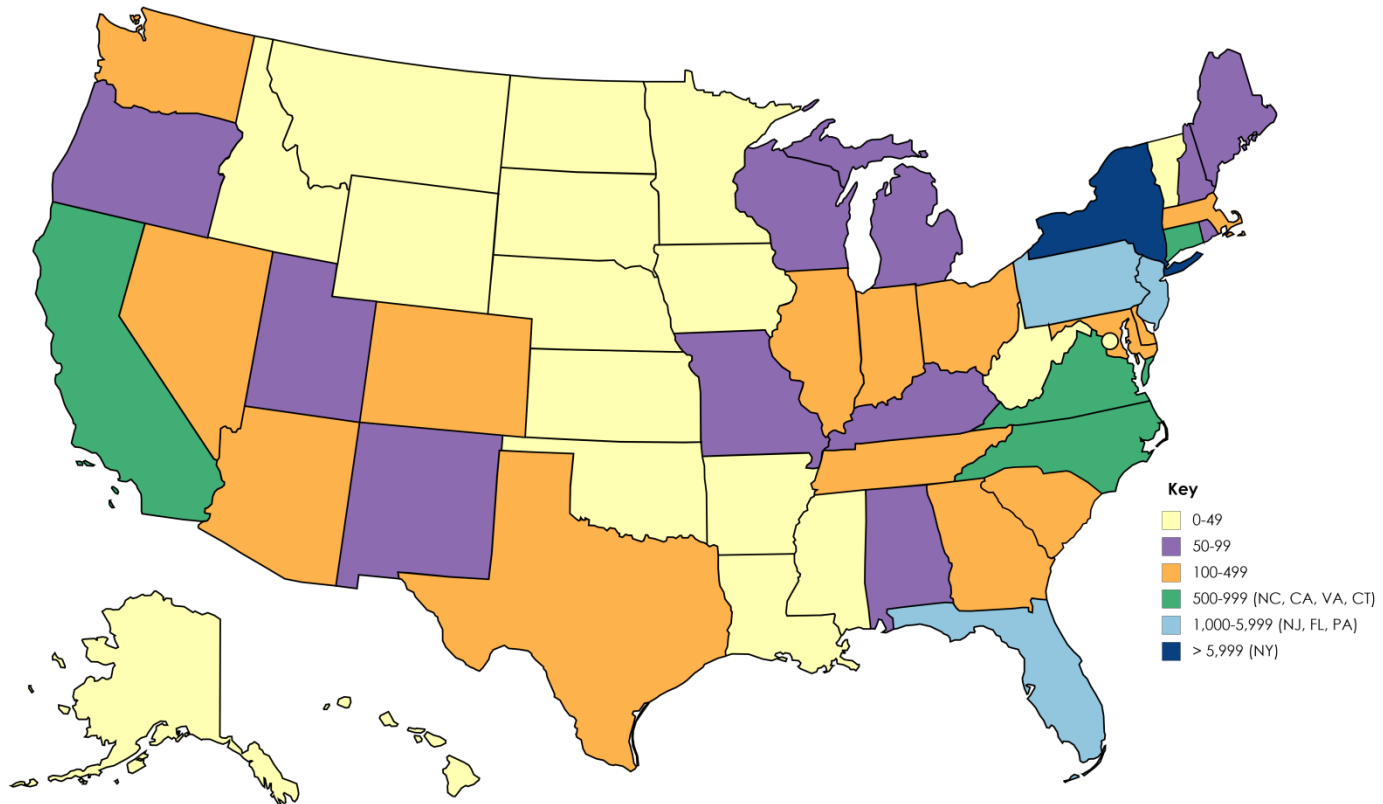 Key
0-49
50-99
100-499
500-999 (NC, CA, VA, CT)
1,000-5,999 (NJ, FL, PA)
> 5,999 (NY)